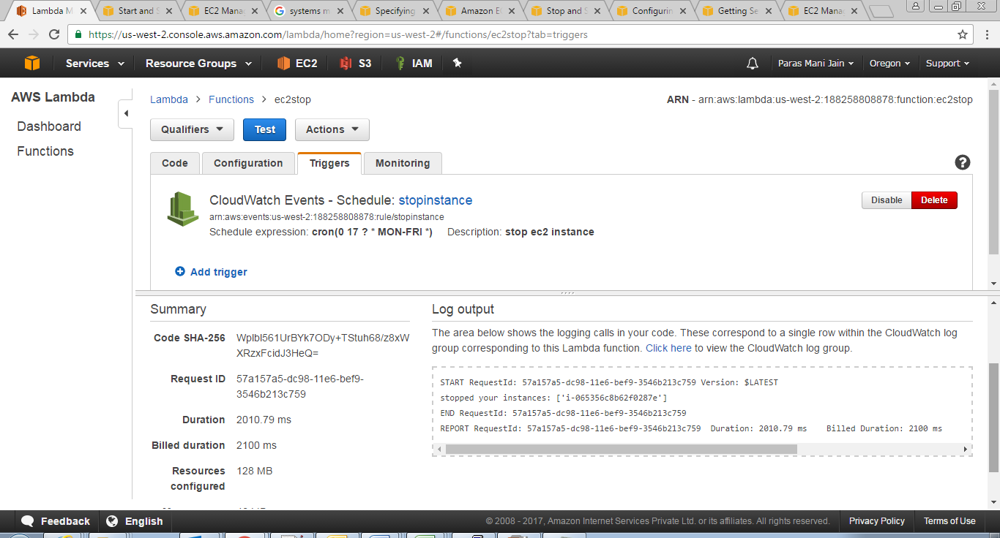 Lambda M
Start and S
EC2 Mana
systems m
Specifying
Amazon E
Stop and S
Configurin
Getting Se
EC2 Mana
https://us-west-2.console.aws.amazon.com/lambda/home?region=us-west-2#/functions/ec2stop?tab=triggers
Services Resource Groups EC2 S3 IAM Paras Mani Jain Oregon Support
AWS Lambda
Dashboard
Functions
Lambda > Functions > ec2stop
ARN - arn:aws:lambda:us-west-2:188258808878:function:ec2stop
Qualifiers Test Actions
Code Configuration Triggers Monitoring
?
CloudWatch Events - Schedule: stopinstance
Disable Delete
arn:aws:events:us-west-2:188258808878:rule/stopinstance
Schedule expression: cron(0 17 ? * MON-FRI *) Description: stop ec2 instance
Add trigger
Summary
Code SHA-256 WpIbI561UrBYk7ODy+TStuh68/z8xW
XRzxFcidJ3HeQ=
Request ID 57a157a5-dc98-11e6-bef9-
3546b213c759
Duration 2010.79 ms
Billed duration 2100 ms
Resources 128 MB
configured
Log output
The area below shows the logging calls in your code. These correspond to a single row within the CloudWatch log
group corresponding to this Lambda function. Click here to view the CloudWatch log group.
START RequestId: 57a157a5-dc98-11e6-bef9-3546b213c759 Version: $LATEST
stopped your instances: ['i-065356c8b62f0287e']
END RequestId: 57a157a5-dc98-11e6-bef9-3546b213c759
REPORT RequestId: 57a157a5-dc98-11e6-bef9-3546b213c759 Duration: 2010.79 ms Billed Duration: 2100 ms
Feedback English © 2008 - 2017, Amazon Internet Services Private Ltd. or its affiliates. All rights reserved. Privacy Policy Terms of Use